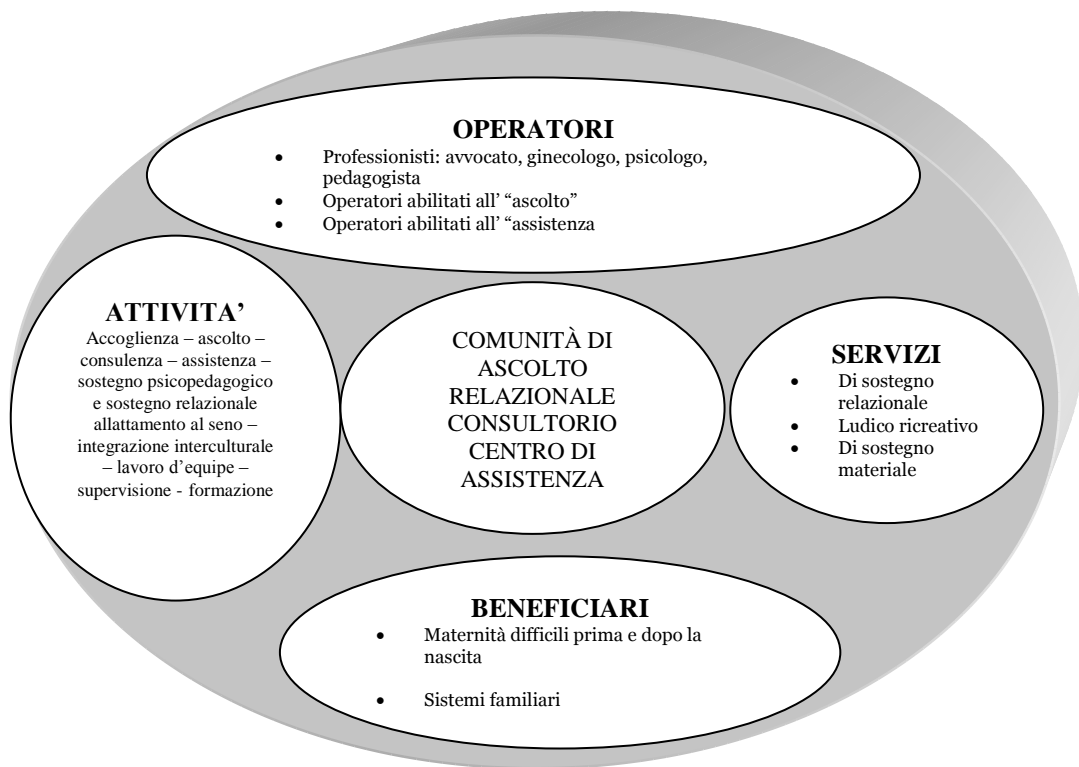 OPERATORI
• Professionisti: avvocato, ginecologo, psicologo,
pedagogista
• Operatori abilitati all’ “ascolto”
• Operatori abilitati all’ “assistenza
ATTIVITA’
Accoglienza – ascolto –
consulenza – assistenza –
sostegno psicopedagogico
e sostegno relazionale
allattamento al seno –
integrazione interculturale
– lavoro d’equipe –
supervisione - formazione
COMUNITÀ DI
ASCOLTO
RELAZIONALE
CONSULTORIO
CENTRO DI
ASSISTENZA
SERVIZI
• Di sostegno
relazionale
• Ludico ricreativo
• Di sostegno
materiale
BENEFICIARI
• Maternità difficili prima e dopo la
nascita
• Sistemi familiari